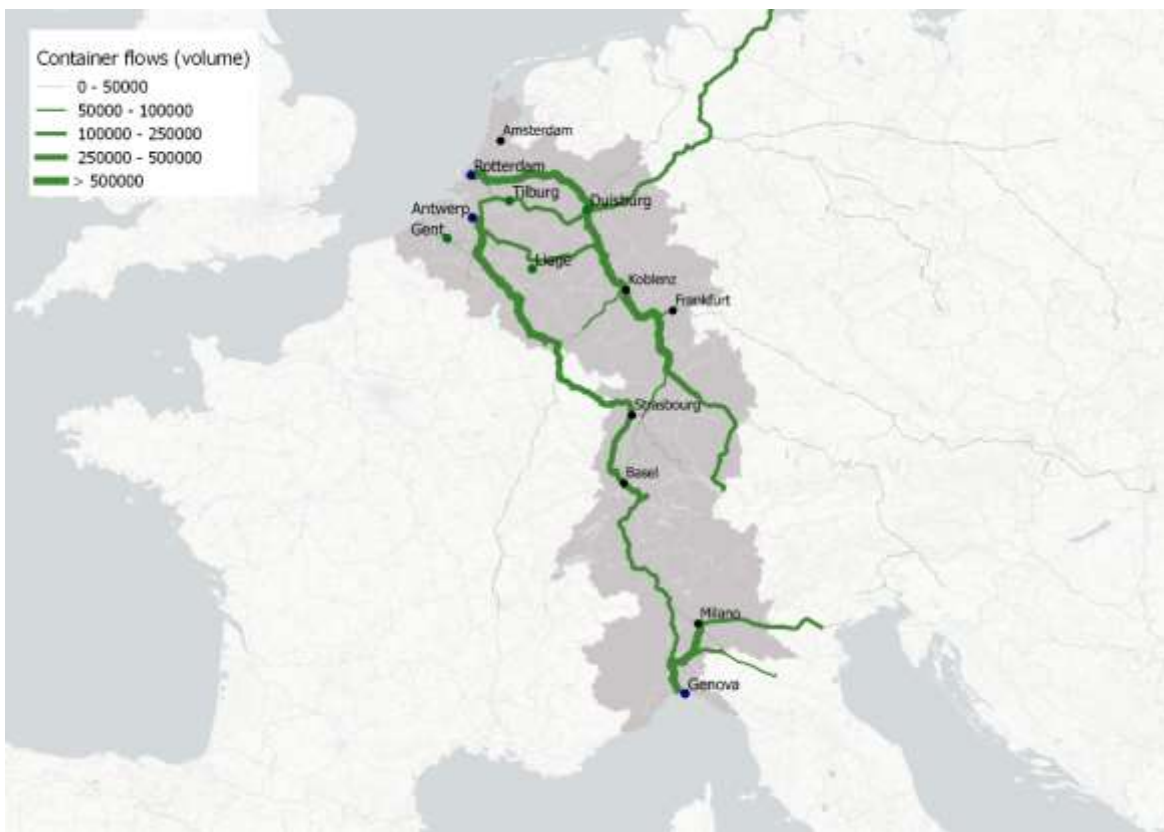 Container flows (volume)
0 - 50000
50000 - 100000
100000 - 250000
250000 - 500000
> 500000
Amsterdam
Rotterdam
Tilburg
Duisburg
Antwerp
Gent
Liege
Koblenz
Frankfurt
Strasbourg
Basel
Milano
Genova